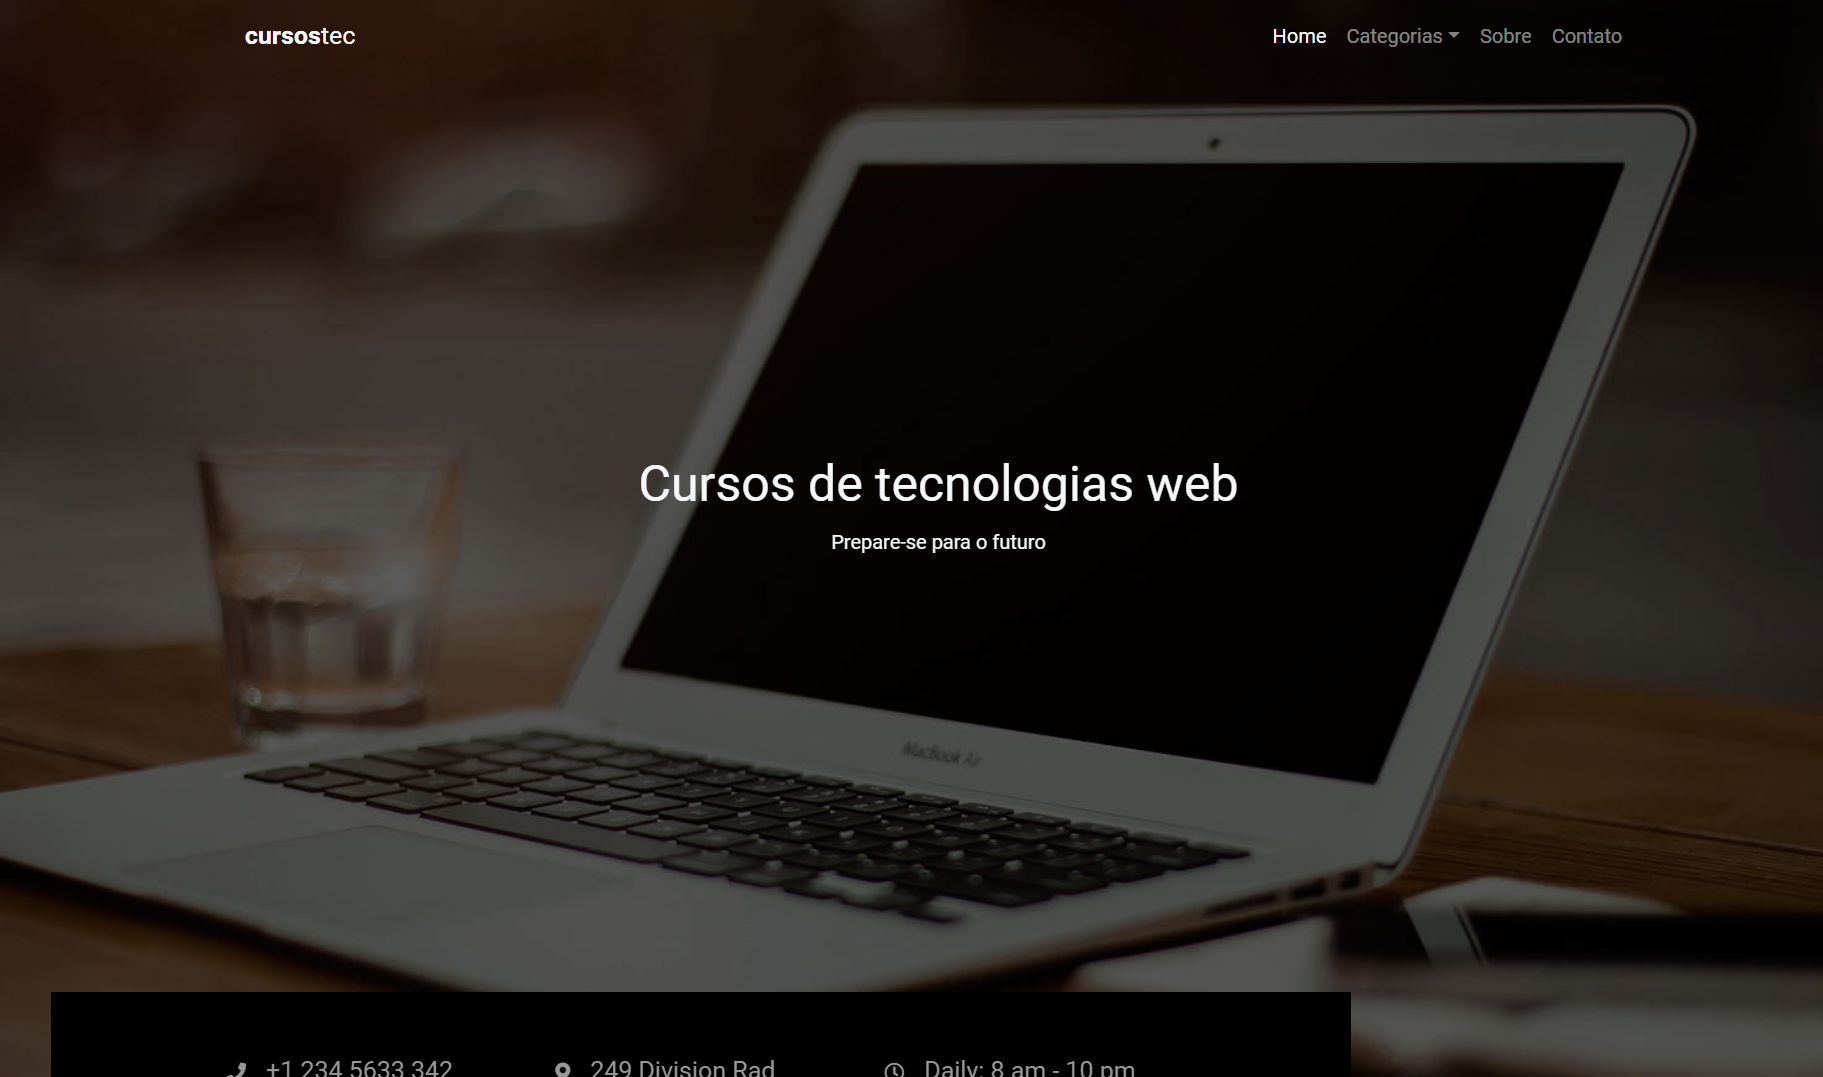 cursostec
Home Categorias Sobre Contato
Cursos de tecnologias web
Prepare-se para o futuro
MacBook Air
+1 234 5633 342 249 Division Rad Daily: 8 am - 10 pm